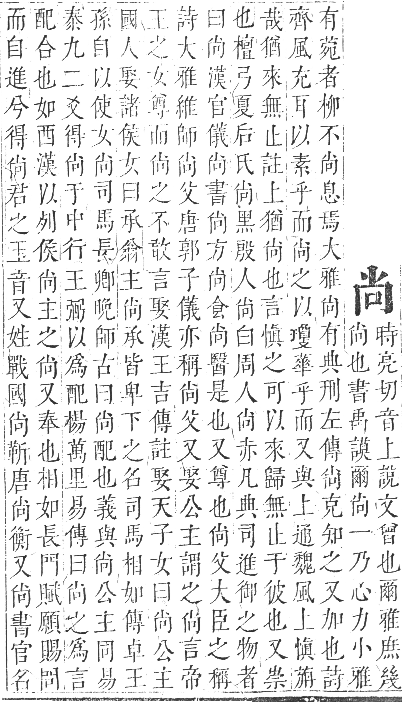 尚
時亮切音上說文曾也爾雅庶幾
尚也書禹謨爾尚一乃心力小雅
有菀者柳不尚息焉大雅尚有典刑左傳尚克知之又加也詩
齊風充耳以素乎而尚之以瓊華乎而又與上通魏風上慎旃
哉猶來無止註上猶尚也言慎之可以來歸無止于彼也又崇
也檀弓夏后氏尚黑殷人尚白周人尚赤凡典司進御之物者
曰尚漢官儀尚書尚方尚食尚醫是也又尊也尚父大臣之稱
詩大雅維師尚父唐郭子儀亦稱尚父又娶公主謂之尚言帝
王之女尊而尚之不敢言娶漢王吉傳註娶天子女曰尚公主
國人娶諸侯女曰承翁主尚承皆卑下之名司馬相如傳卓王
孫自以使女尚司馬長卿晚師古曰尚配也義與尚公主同易
泰九二爻得尚于中行王弼以爲配楊萬里易傳曰尚之爲言
配合也如西漢以列侯尚主之尚又奉也相如長門賦願賜問
而自進兮得尚君之玉音又姓戰國尚靳唐尚衡又尚書官名